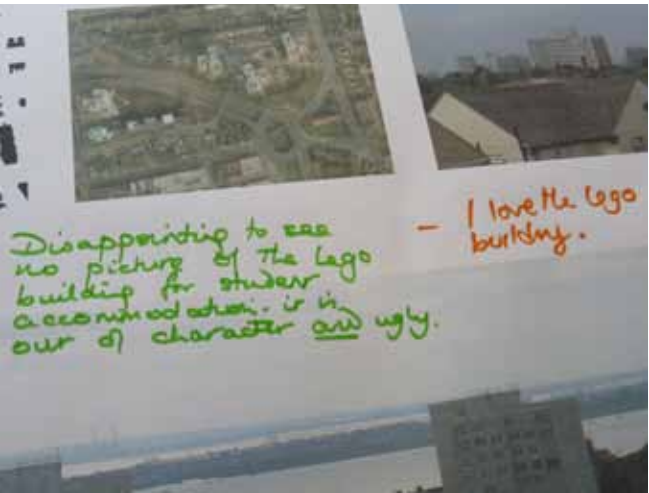 Disappointing to see
no picture of the lego
building for student
accommodation. is in
out of character and ugly.
– I love the lego
building.